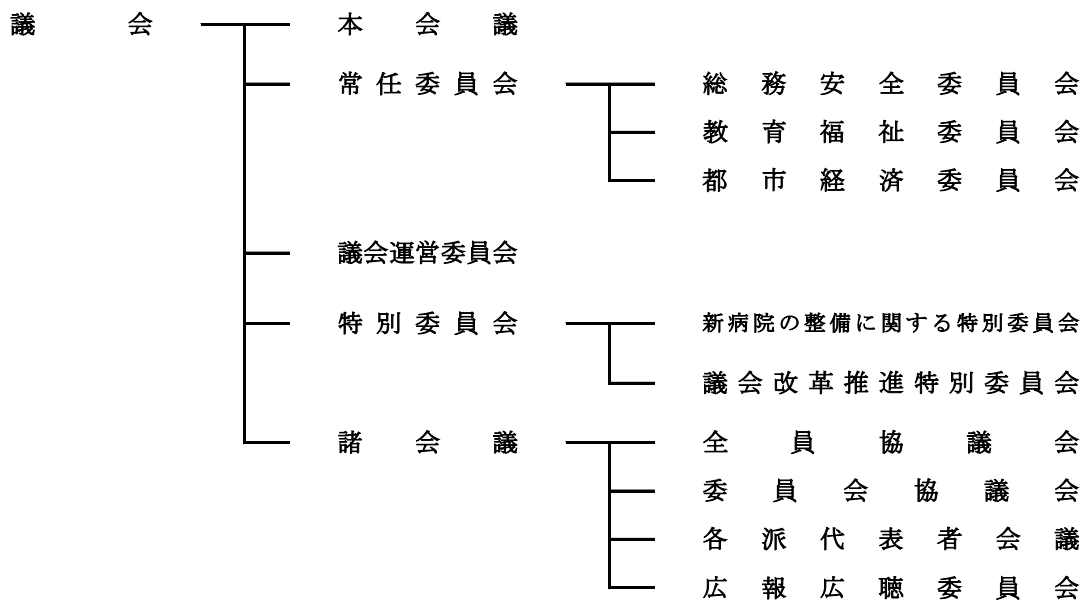 議会 本会議
常任委員会 総務安全委員会
教育福祉委員会
都市経済委員会
議会運営委員会
特別委員会 新病院の整備に関する特別委員会
議会改革推進特別委員会
諸会議 全員協議会
委員会協議会
各派代表者会議
広報広聴委員会